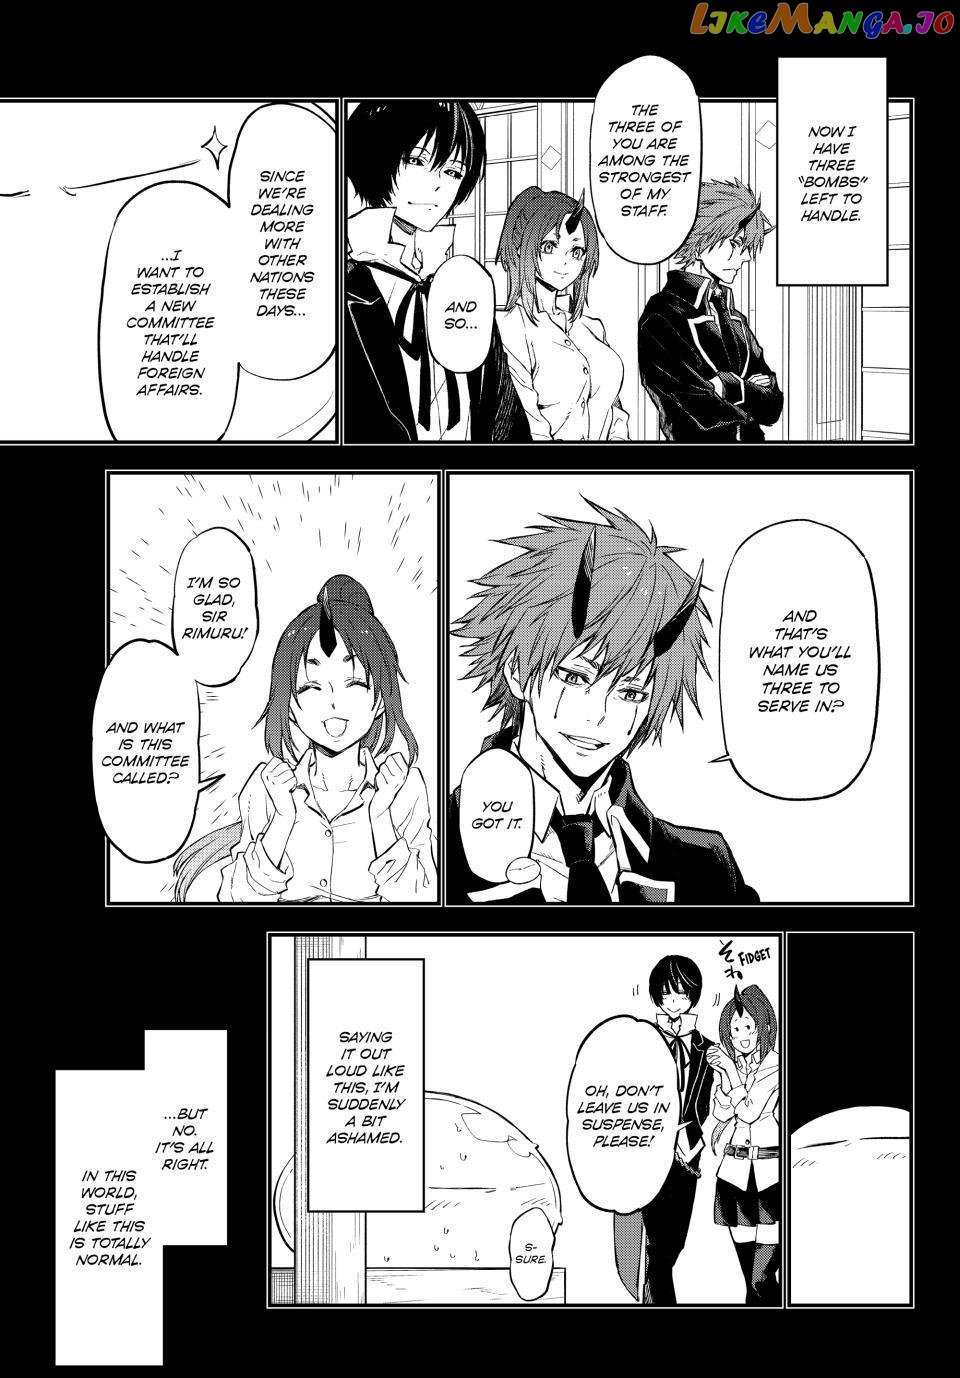 LIKEMANGA.IO
NOW I
HAVE
THREE
"BOMBS"
LEFT TO
HANDLE.
THE
THREE OF
YOU ARE
AMONG THE
STRONGEST
OF MY
STAFF.
AND
SO...
SINCE
WE'RE
DEALING
MORE
WITH
OTHER
NATIONS
THESE
DAYS...
...I
WANT TO
ESTABLISH
A NEW
COMMITTEE
THAT'LL
HANDLE
FOREIGN
AFFAIRS.
AND
THAT'S
WHAT YOU'LL
NAME US
THREE TO
SERVE IN?
YOU
GOT IT.
I'M SO
GLAD,
SIR
RIMURU!
AND WHAT
IS THIS
COMMITTEE
CALLED?
そわ
FIDGET
OH, DON'T
LEAVE US IN
SUSPENSE,
PLEASE!
S-
SURE.
SAYING
IT OUT
LOUD LIKE
THIS, I'M
SUDDENLY
A BIT
ASHAMED.
...BUT
NO.
IT'S ALL
RIGHT.
IN THIS
WORLD,
STUFF
LIKE THIS
IS TOTALLY
NORMAL.